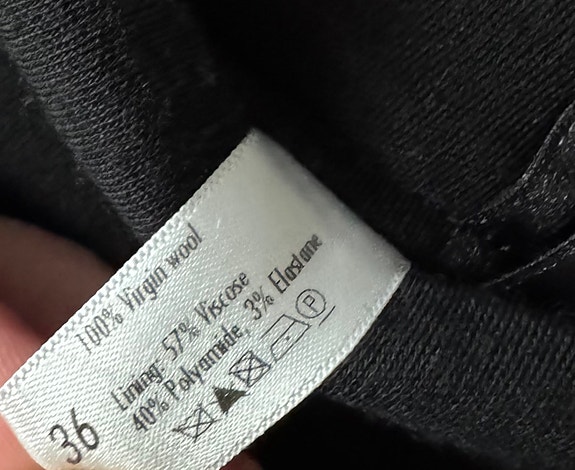 100% Virgin wool
Lining: 57% Viscose
40% Polyamide, 3% Elastane
P
36